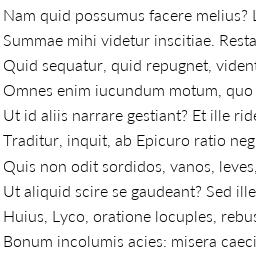 Nam quid possumus facere melius? L
Summae mihi videtur inscitiae. Resta
Quid sequatur, quid repugnet, vident
Omnes enim iucundum motum, quo
Ut id aliis narrare gestiant? Et ille ride
Traditur, inquit, ab Epicuro ratio neg
Quis non odit sordidos, vanos, leves,
Ut aliquid scire se gaudeant? Sed ille
Huius, Lyco, oratione locuples, rebus
Bonum incolumis acies: misera caeci